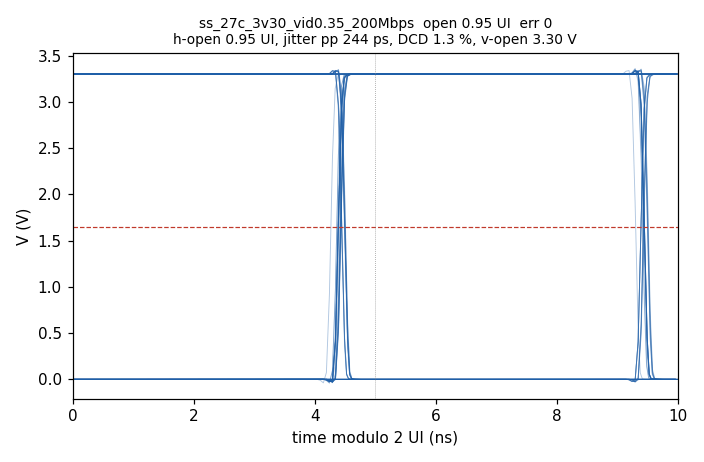 ss_27c_3v30_vid0.35_200Mbps  open 0.95 UI  err 0
h-open 0.95 UI, jitter pp 244 ps, DCD 1.3 %, v-open 3.30 V
3.5
3.0
2.5
2.0
1.5
1.0
0.5
0.0
V (V)
0 2 4 6 8 10
time modulo 2 UI (ns)